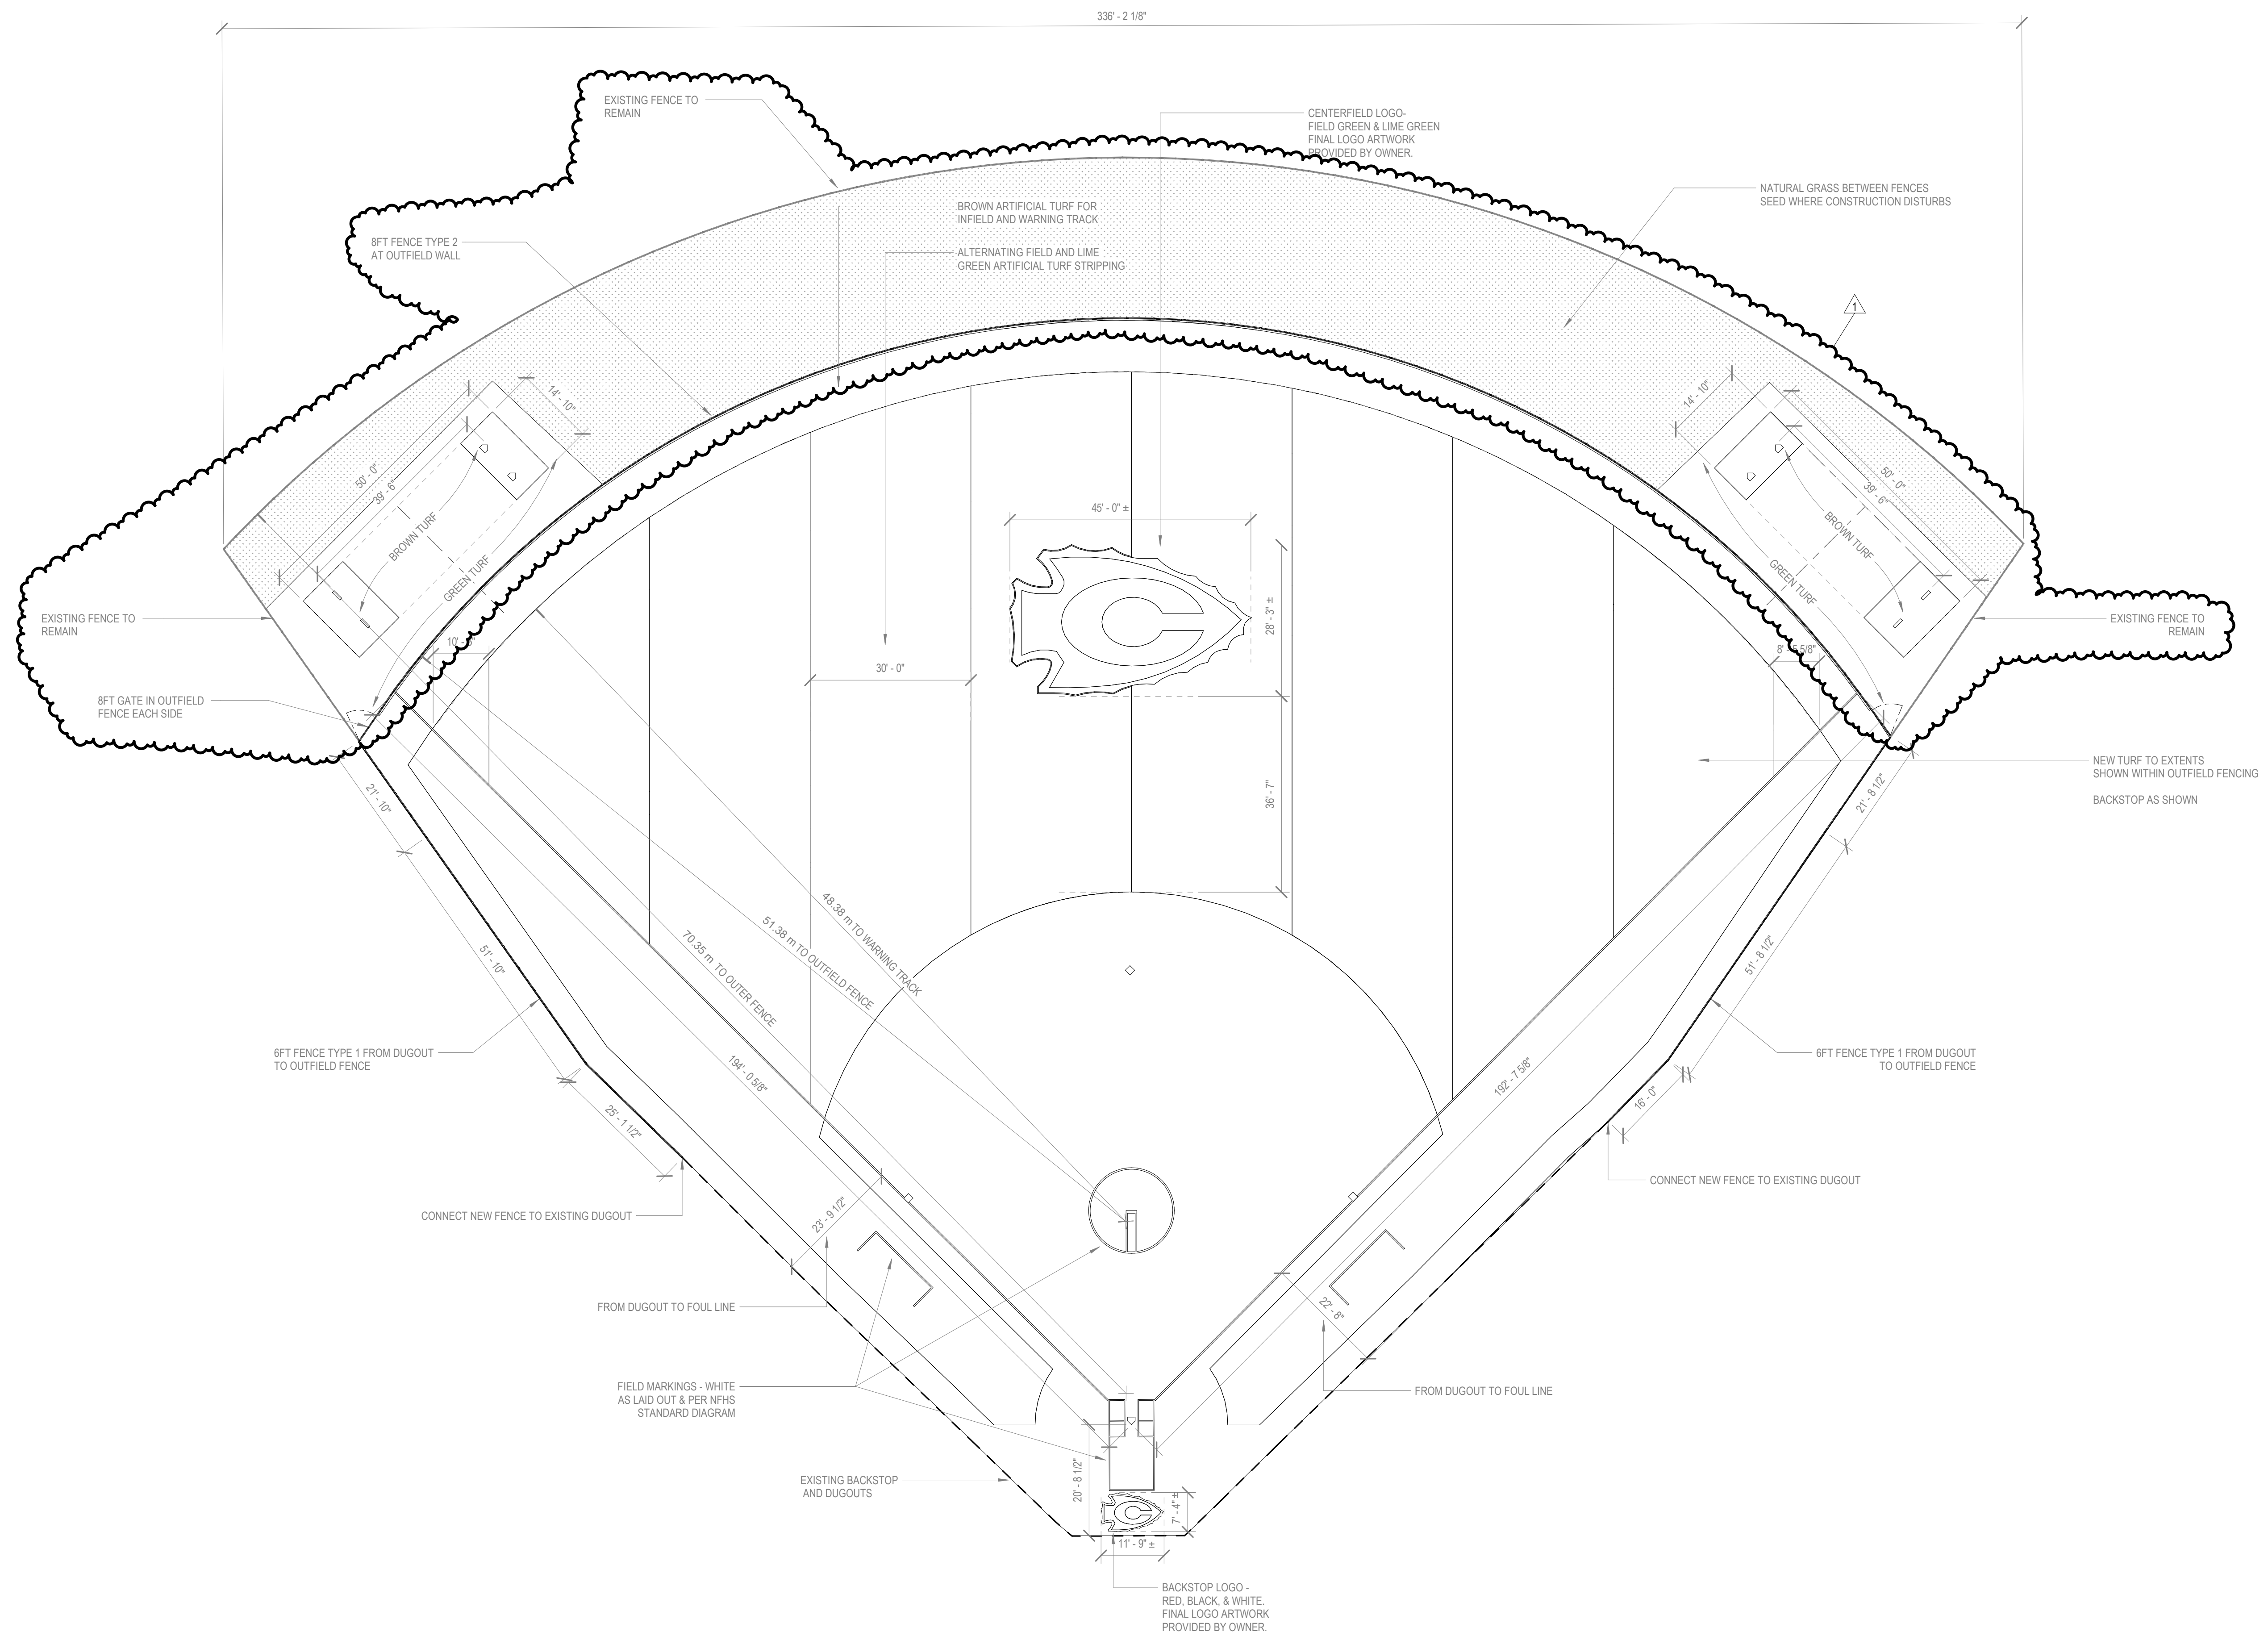 336' - 2 1/8"
EXISTING FENCE TO
REMAIN
CENTERFIELD LOGO-
FIELD GREEN & LIME GREEN
FINAL LOGO ARTWORK
PROVIDED BY OWNER.
NATURAL GRASS BETWEEN FENCES
SEED WHERE CONSTRUCTION DISTURBS
BROWN ARTIFICIAL TURF FOR
INFIELD AND WARNING TRACK
8FT FENCE TYPE 2
AT OUTFIELD WALL
ALTERNATING FIELD AND LIME
GREEN ARTIFICIAL TURF STRIPPING
1
14' - 10"
14' - 10"
50' - 0"
39' - 6"
50' - 0"
39' - 6"
BROWN TURF
GREEN TURF
BROWN TURF
GREEN TURF
45' - 0" ±
28' - 3" ±
EXISTING FENCE TO
REMAIN
EXISTING FENCE TO
REMAIN
10' -
8' - 5 5/8"
30' - 0"
8FT GATE IN OUTFIELD
FENCE EACH SIDE
NEW TURF TO EXTENTS
SHOWN WITHIN OUTFIELD FENCING
BACKSTOP AS SHOWN
21' - 10"
21' - 8 1/2"
36' - 7"
48.38 m TO WARNING TRACK
51.38 m TO OUTFIELD FENCE
70.35 m TO OUTER FENCE
51' - 10"
51' - 8 1/2"
6FT FENCE TYPE 1 FROM DUGOUT
TO OUTFIELD FENCE
6FT FENCE TYPE 1 FROM DUGOUT
TO OUTFIELD FENCE
194' - 0 5/8"
192' - 7 5/8"
25' - 1 1/2"
16' - 0"
CONNECT NEW FENCE TO EXISTING DUGOUT
CONNECT NEW FENCE TO EXISTING DUGOUT
23' - 9 1/2"
22' - 8"
FROM DUGOUT TO FOUL LINE
FROM DUGOUT TO FOUL LINE
FIELD MARKINGS - WHITE
AS LAID OUT & PER NFHS
STANDARD DIAGRAM
EXISTING BACKSTOP
AND DUGOUTS
20' - 8 1/2"
7' - 4" ±
11' - 9" ±
BACKSTOP LOGO -
RED, BLACK, & WHITE.
FINAL LOGO ARTWORK
PROVIDED BY OWNER.